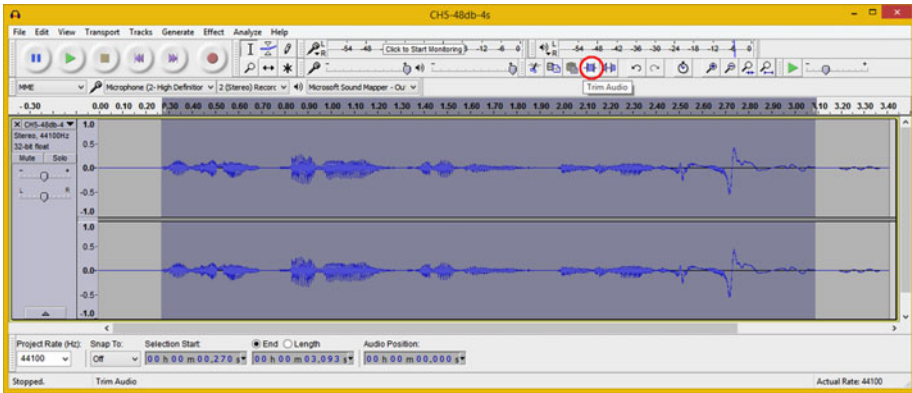 CH5-48db-4s
File Edit View Transport Tracks Generate Effect Analyze Help
L R -54 -48 Click to Start Monitoring -12 -6 0 L R -54 -48 -42 -36 -30 -24 -18 -12 0
MME Microphone (2- High Definitior 2 (Stereo) Recorc Microsoft Sound Mapper - Ou
Trim Audio
-0.30 0.00 0.10 0.20 0.30 0.40 0.50 0.60 0.70 0.80 0.90 1.00 1.10 1.20 1.30 1.40 1.50 1.60 1.70 1.80 1.90 2.00 2.10 2.20 2.30 2.40 2.50 2.60 2.70 2.80 2.90 3.00 3.10 3.20 3.30 3.40
X CH5-48db-4 1.0
Stereo, 44100Hz
32-bit float 0.5
Mute Solo
- + 0.0
L R -0.5
-1.0
1.0
0.5
0.0
-0.5
-1.0
Project Rate (Hz): Snap To: Selection Start: End Length Audio Position:
44100 Off 00 h 00 m 00,270 s 00 h 00 m 03,093 s 00 h 00 m 00,000 s
Stopped. Trim Audio Actual Rate: 44100